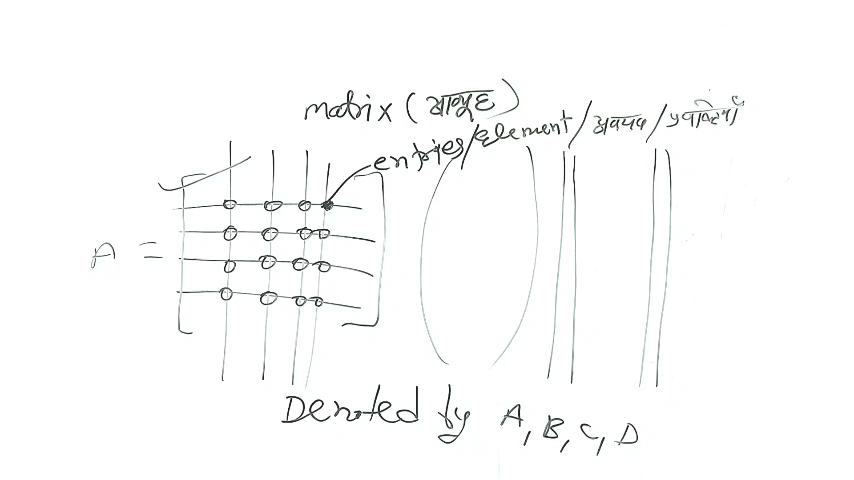 matrix (आव्यूह)
entries/element/अवयव/प्रविष्टियाँ
A =
Denoted by A, B, C, D